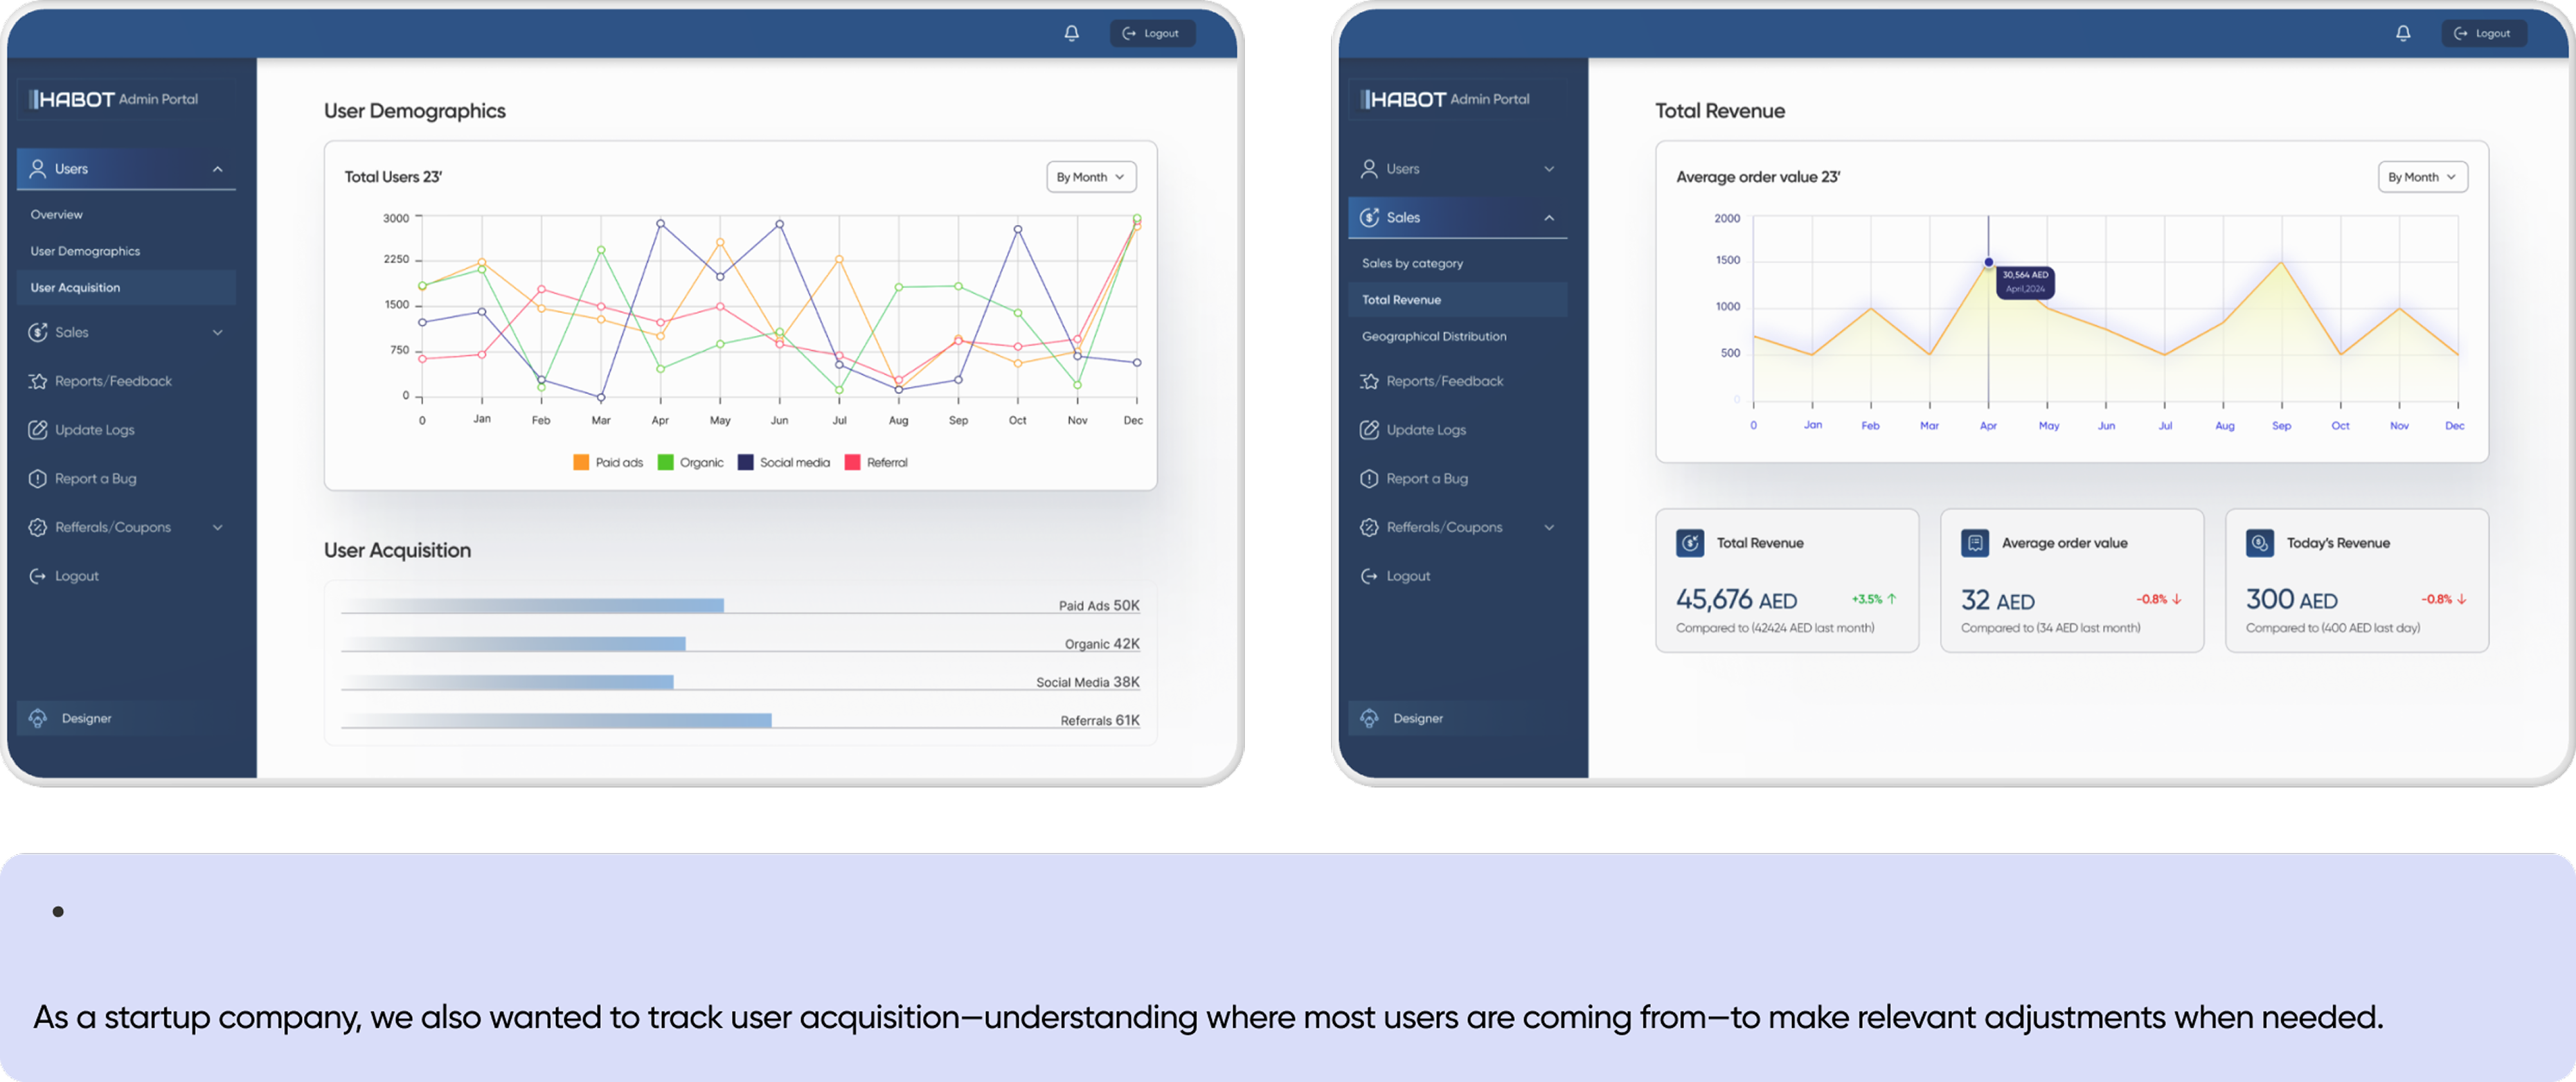 Logout
HABOT Admin Portal
Users
Overview
User Demographics
User Acquisition
Sales
Reports/Feedback
Update Logs
Report a Bug
Refferals/Coupons
Logout
Designer
User Demographics
Total Users 23'
By Month
3000
2250
1500
750
0
0 Jan Feb Mar Apr May Jun Jul Aug Sep Oct Nov Dec
Paid ads Organic Social media Referral
User Acquisition
Paid Ads 50K
Organic 42K
Social Media 38K
Referrals 61K
Logout
HABOT Admin Portal
Users
Sales
Sales by category
Total Revenue
Geographical Distribution
Reports/Feedback
Update Logs
Report a Bug
Refferals/Coupons
Logout
Designer
Total Revenue
Average order value 23'
By Month
2000
1500
1000
500
0
30,564 AED
April,2024
0 Jan Feb Mar Apr May Jun Jul Aug Sep Oct Nov Dec
Total Revenue
45,676 AED +3.5% ↑
Compared to (42424 AED last month)
Average order value
32 AED -0.8% ↓
Compared to (34 AED last month)
Today's Revenue
300 AED -0.8% ↓
Compared to (400 AED last day)
•
As a startup company, we also wanted to track user acquisition—understanding where most users are coming from—to make relevant adjustments when needed.